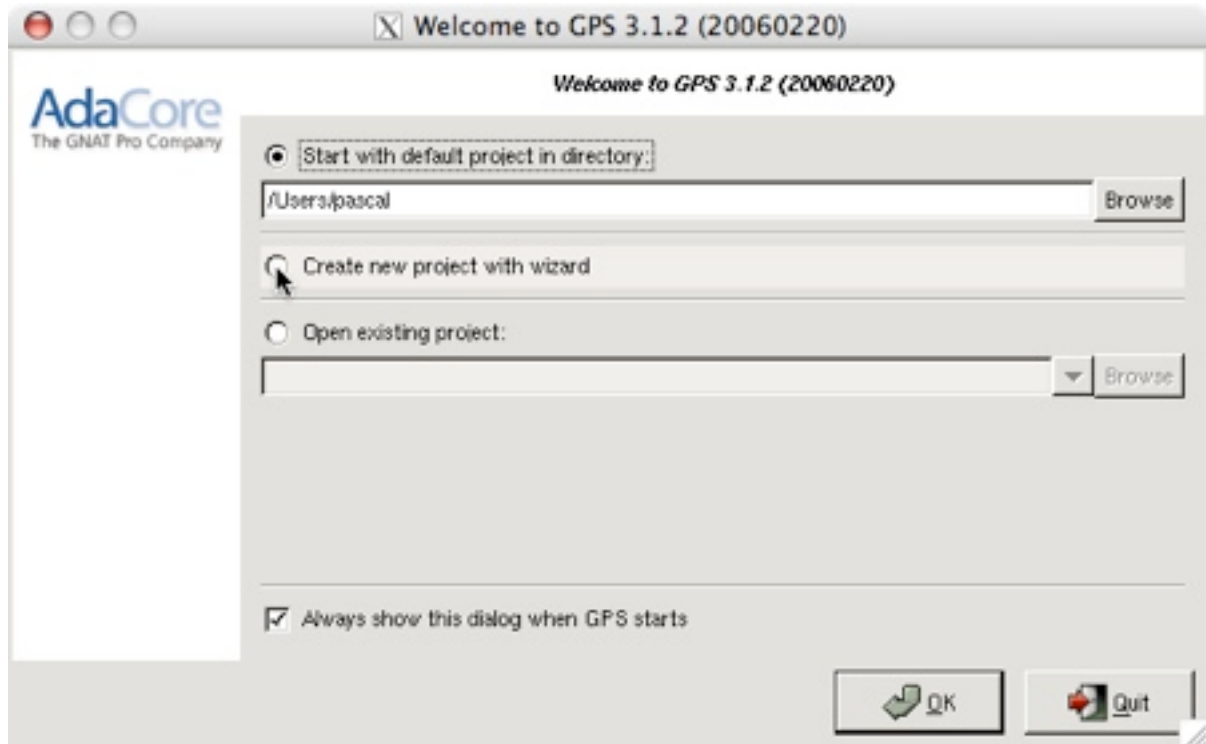 Welcome to GPS 3.1.2 (20060220)
Welcome to GPS 3.1.2 (20060220)
AdaCore
The GNAT Pro Company
Start with default project in directory:
/Users/pascal
Browse
Create new project with wizard
Open existing project:
Browse
Always show this dialog when GPS starts
OK
Quit